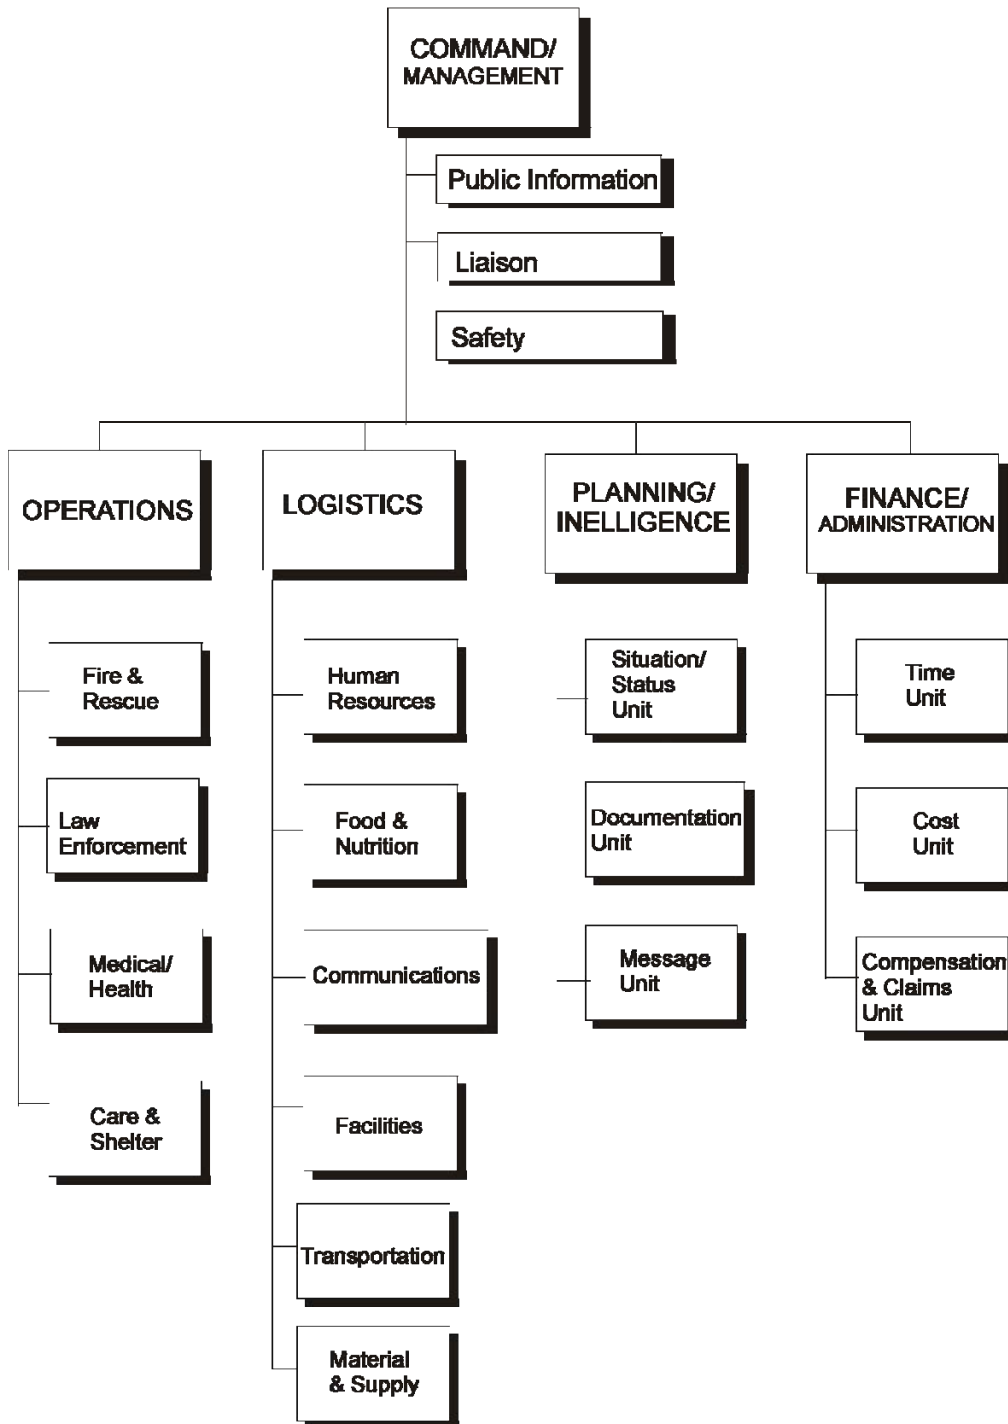 COMMAND/
MANAGEMENT
Public Information
Liaison
Safety
OPERATIONS
LOGISTICS
PLANNING/
INELLIGENCE
FINANCE/
ADMINISTRATION
Fire &
Rescue
Human
Resources
Situation/
Status
Unit
Time
Unit
Law
Enforcement
Food &
Nutrition
Documentation
Unit
Cost
Unit
Medical/
Health
Communications
Message
Unit
Compensation
& Claims
Unit
Care &
Shelter
Facilities
Transportation
Material
& Supply